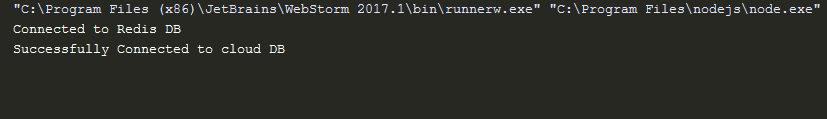 "C:\Program Files (x86)\JetBrains\WebStorm 2017.1\bin\runnerw.exe" "C:\Program Files\nodejs\node.exe"
Connected to Redis DB
Successfully Connected to cloud DB